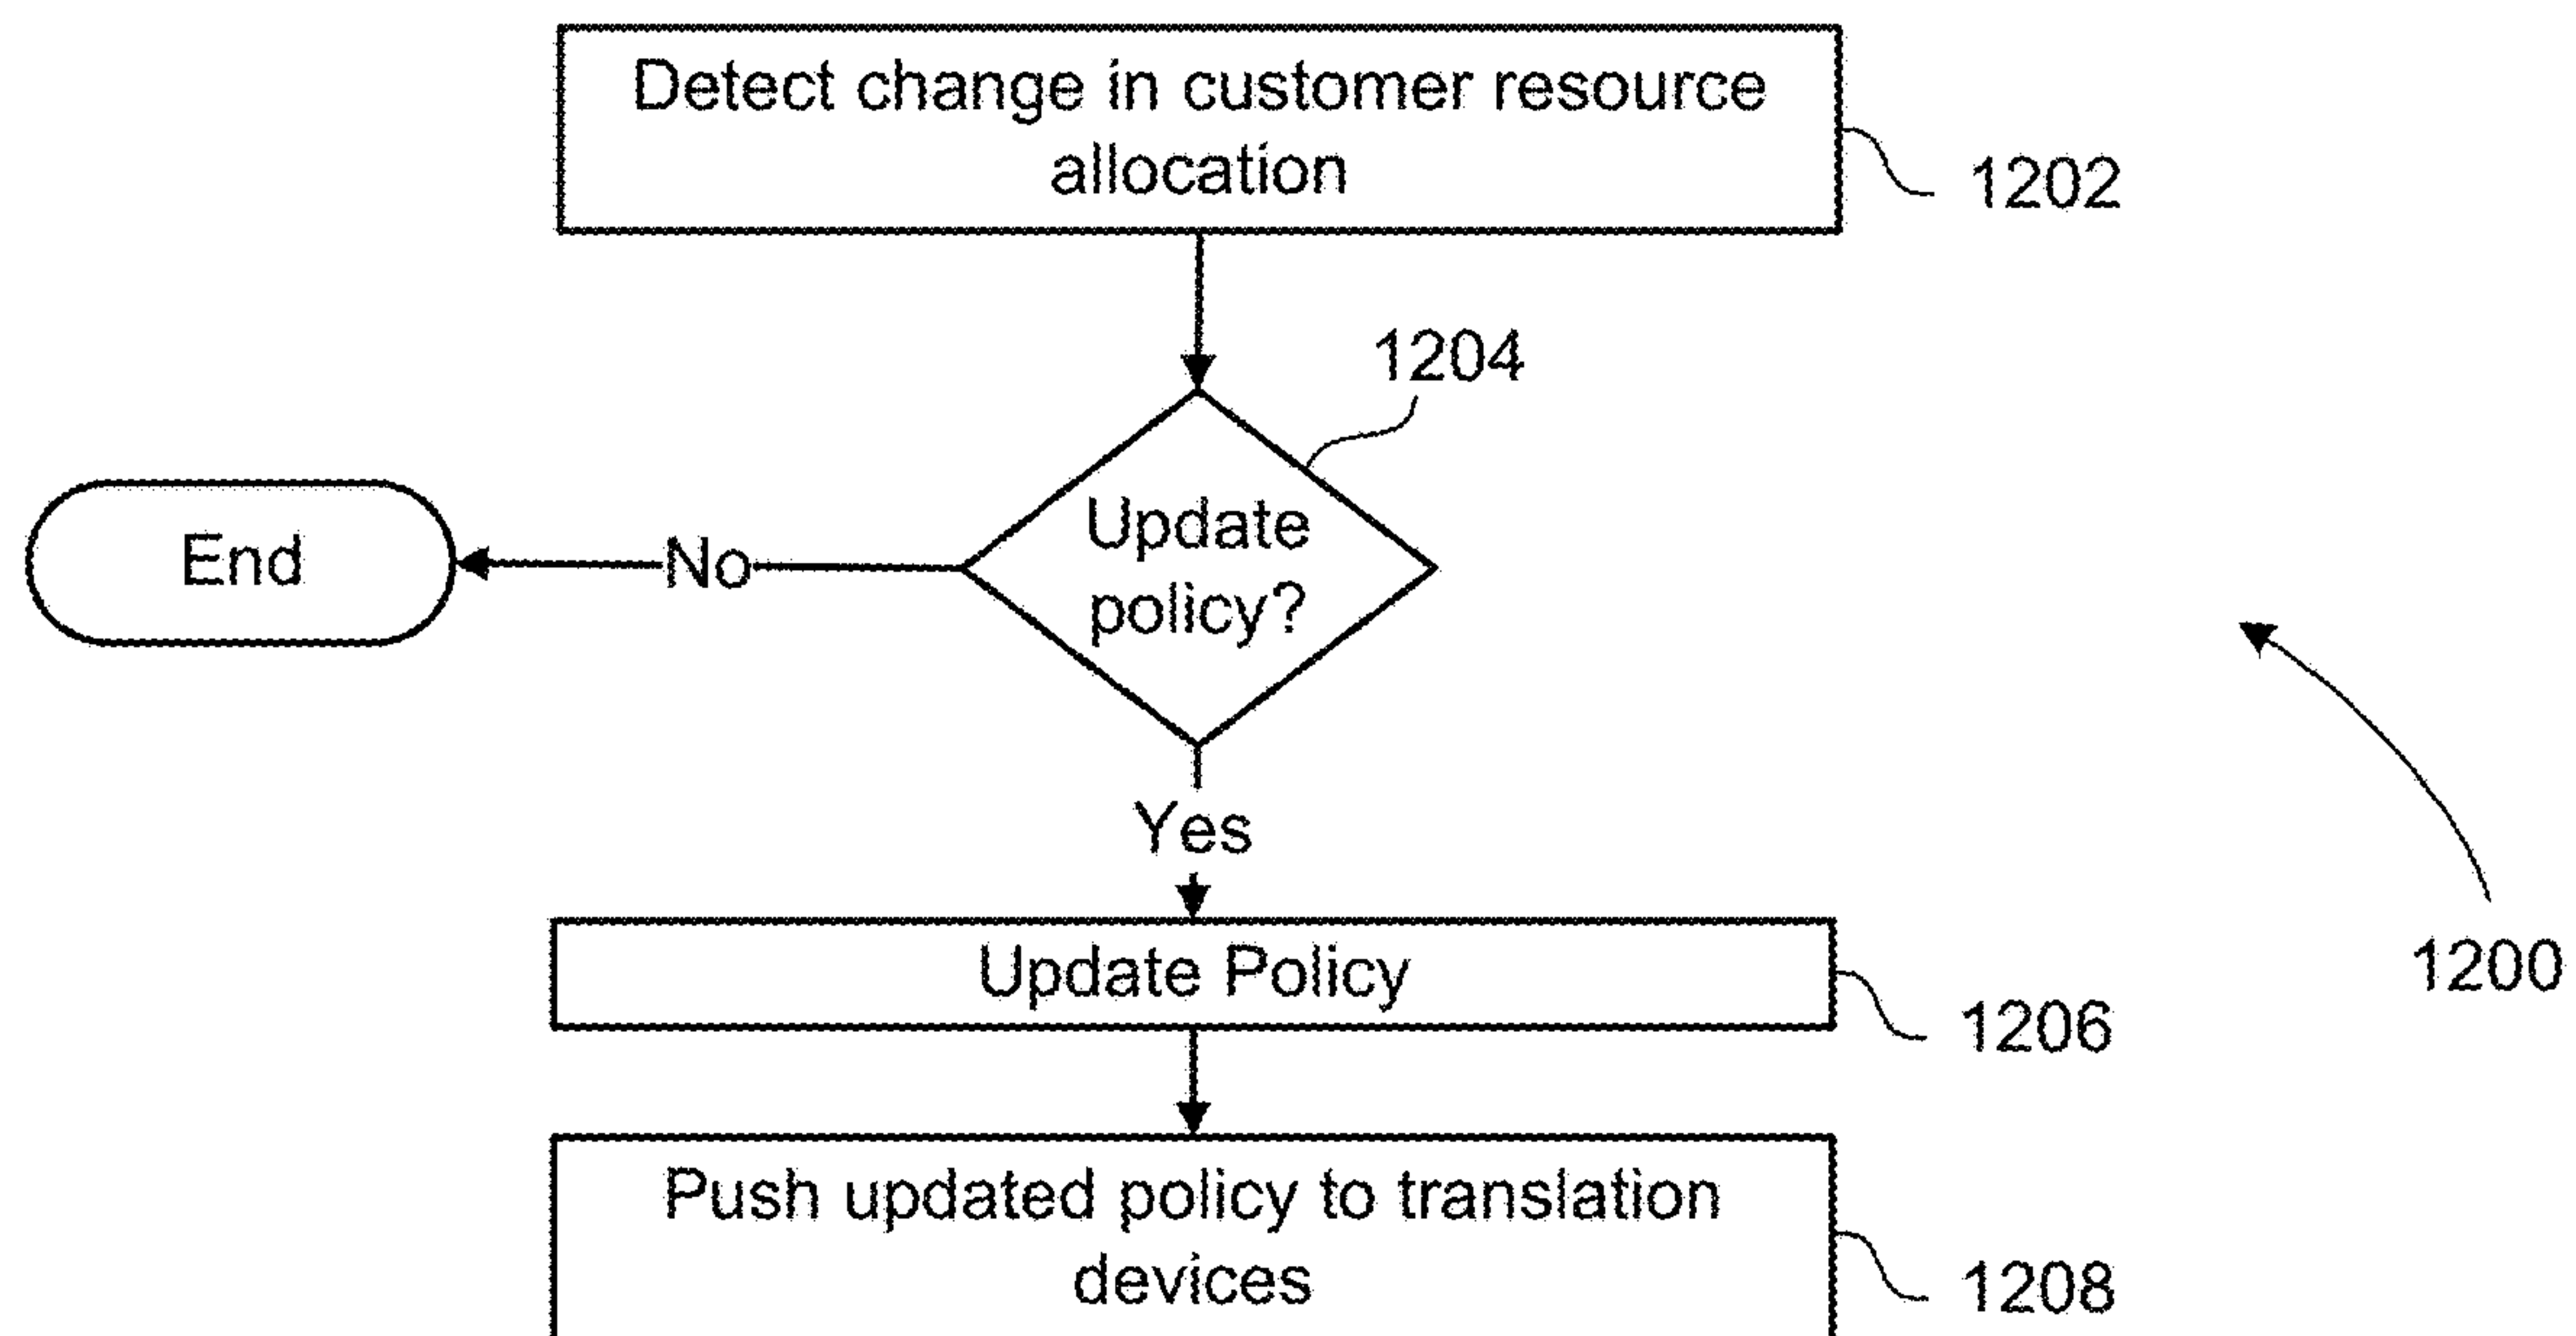 Detect change in customer resource
allocation
1202
1204
Update
policy?
No
End
Yes
Update Policy
1206
1200
Push updated policy to translation
devices
1208